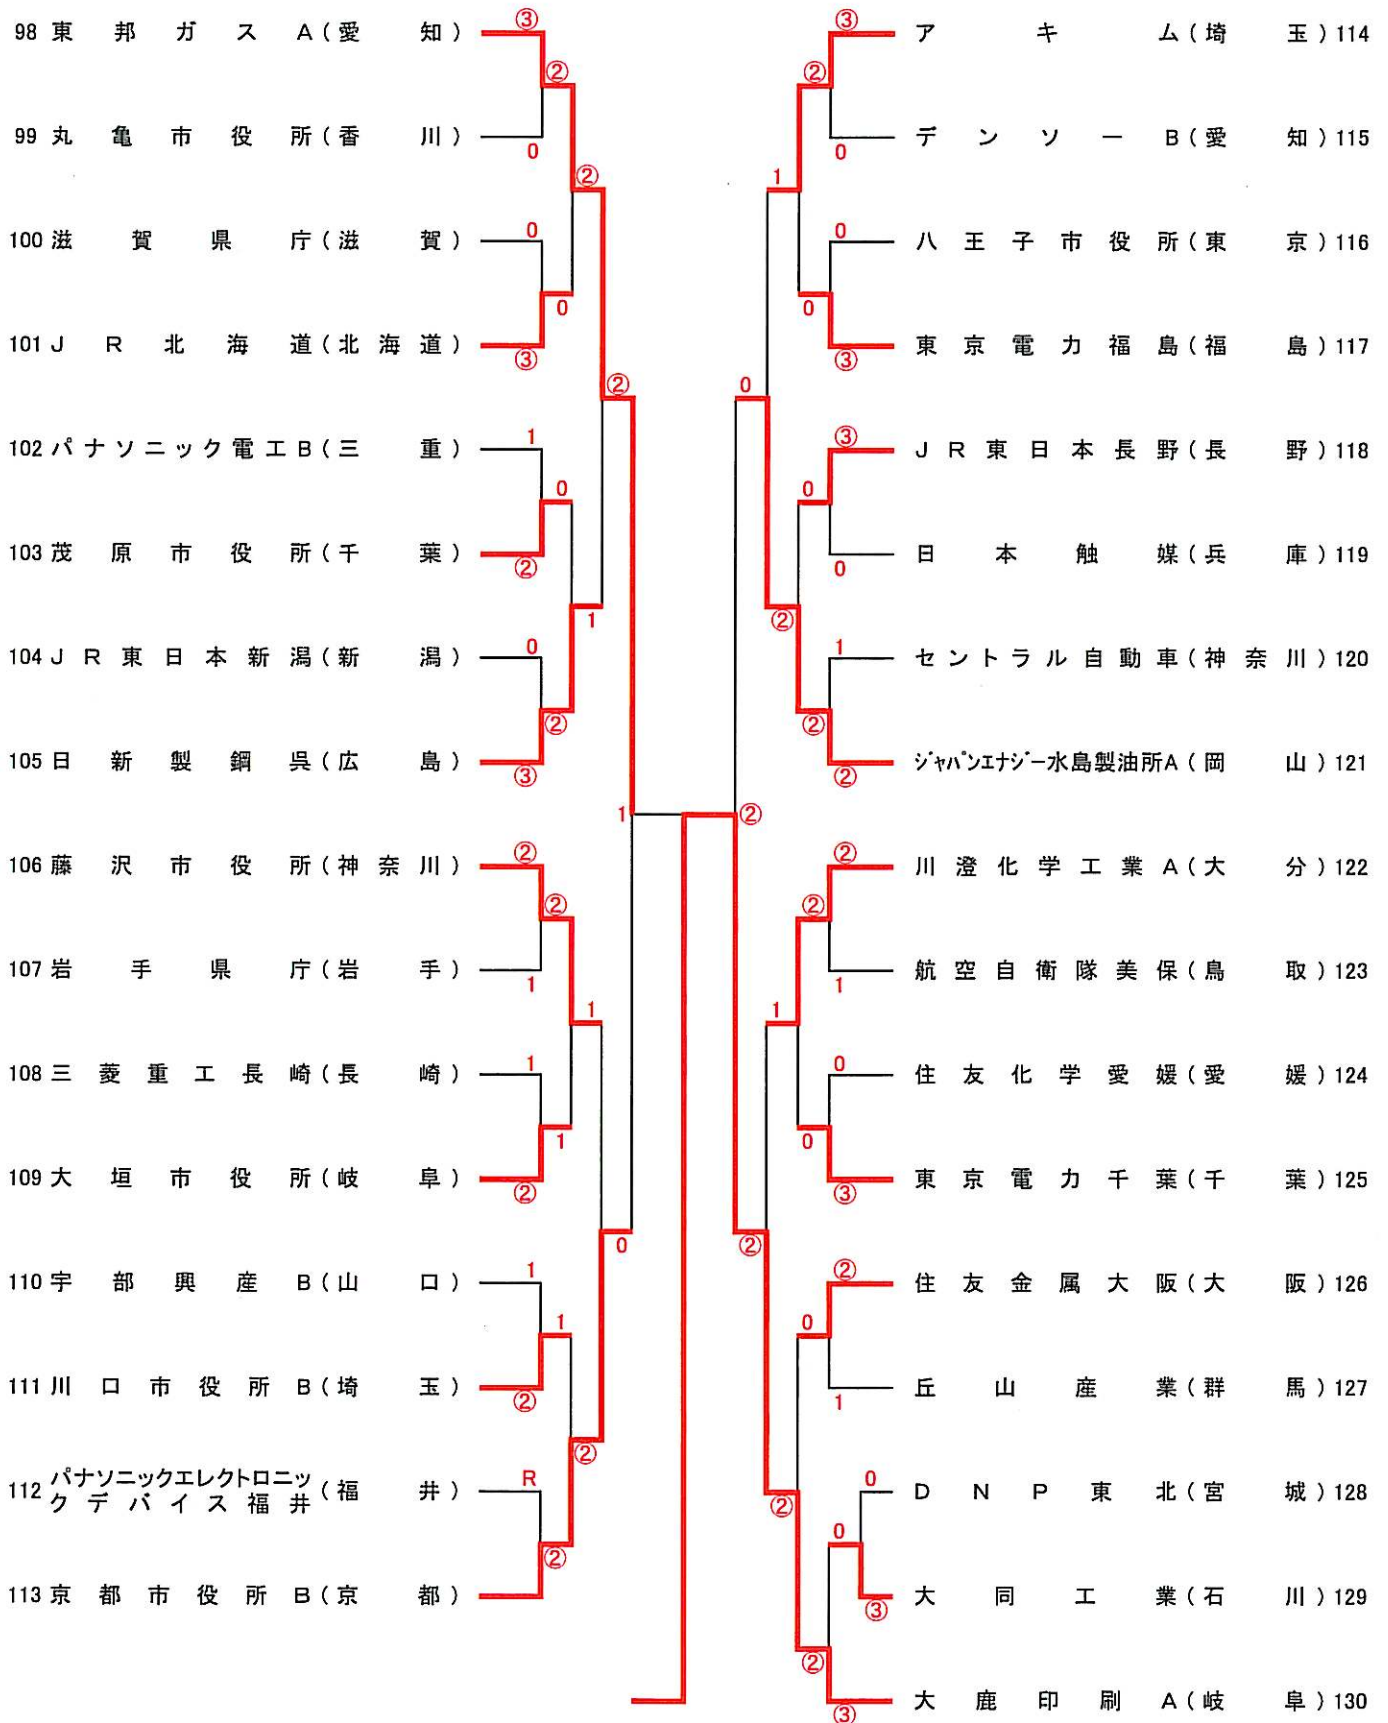 98 東邦ガスA(愛知)
99 丸亀市役所(香川)
100 滋賀県庁(滋賀)
101 JR北海道(北海道)
102 パナソニック電工B(三重)
103 茂原市役所(千葉)
104 JR東日本新潟(新潟)
105 日新製鋼呉(広島)
106 藤沢市役所(神奈川)
107 岩手県庁(岩手)
108 三菱重工長崎(長崎)
109 大垣市役所(岐阜)
110 宇部興産B(山口)
111 川口市役所B(埼玉)
112 パナソニックエレクトロニッ
クデバイス福井(福井)
113 京都市役所B(京都)
③
0
0
③
1
②
0
③
②
1
1
②
1
②
R
②
0
0
②
②
1
1
②
②
1
1
②
②
0
1
アキム(埼玉)114
デンソーB(愛知)115
八王子市役所(東京)116
東京電力福島(福島)117
JR東日本長野(長野)118
日本触媒(兵庫)119
セントラル自動車(神奈川)120
ジャパンエナジー水島製油所A(岡山)121
川澄化学工業A(大分)122
航空自衛隊美保(鳥取)123
住友化学愛媛(愛媛)124
東京電力千葉(千葉)125
住友金属大阪(大阪)126
丘山産業(群馬)127
DNP東北(宮城)128
大同工業(石川)129
大鹿印刷A(岐阜)130
③
0
0
③
③
0
1
②
②
1
0
③
②
1
0
③
0
③
②
0
0
②
②
0
0
②
1
②
1
②
0
②
②